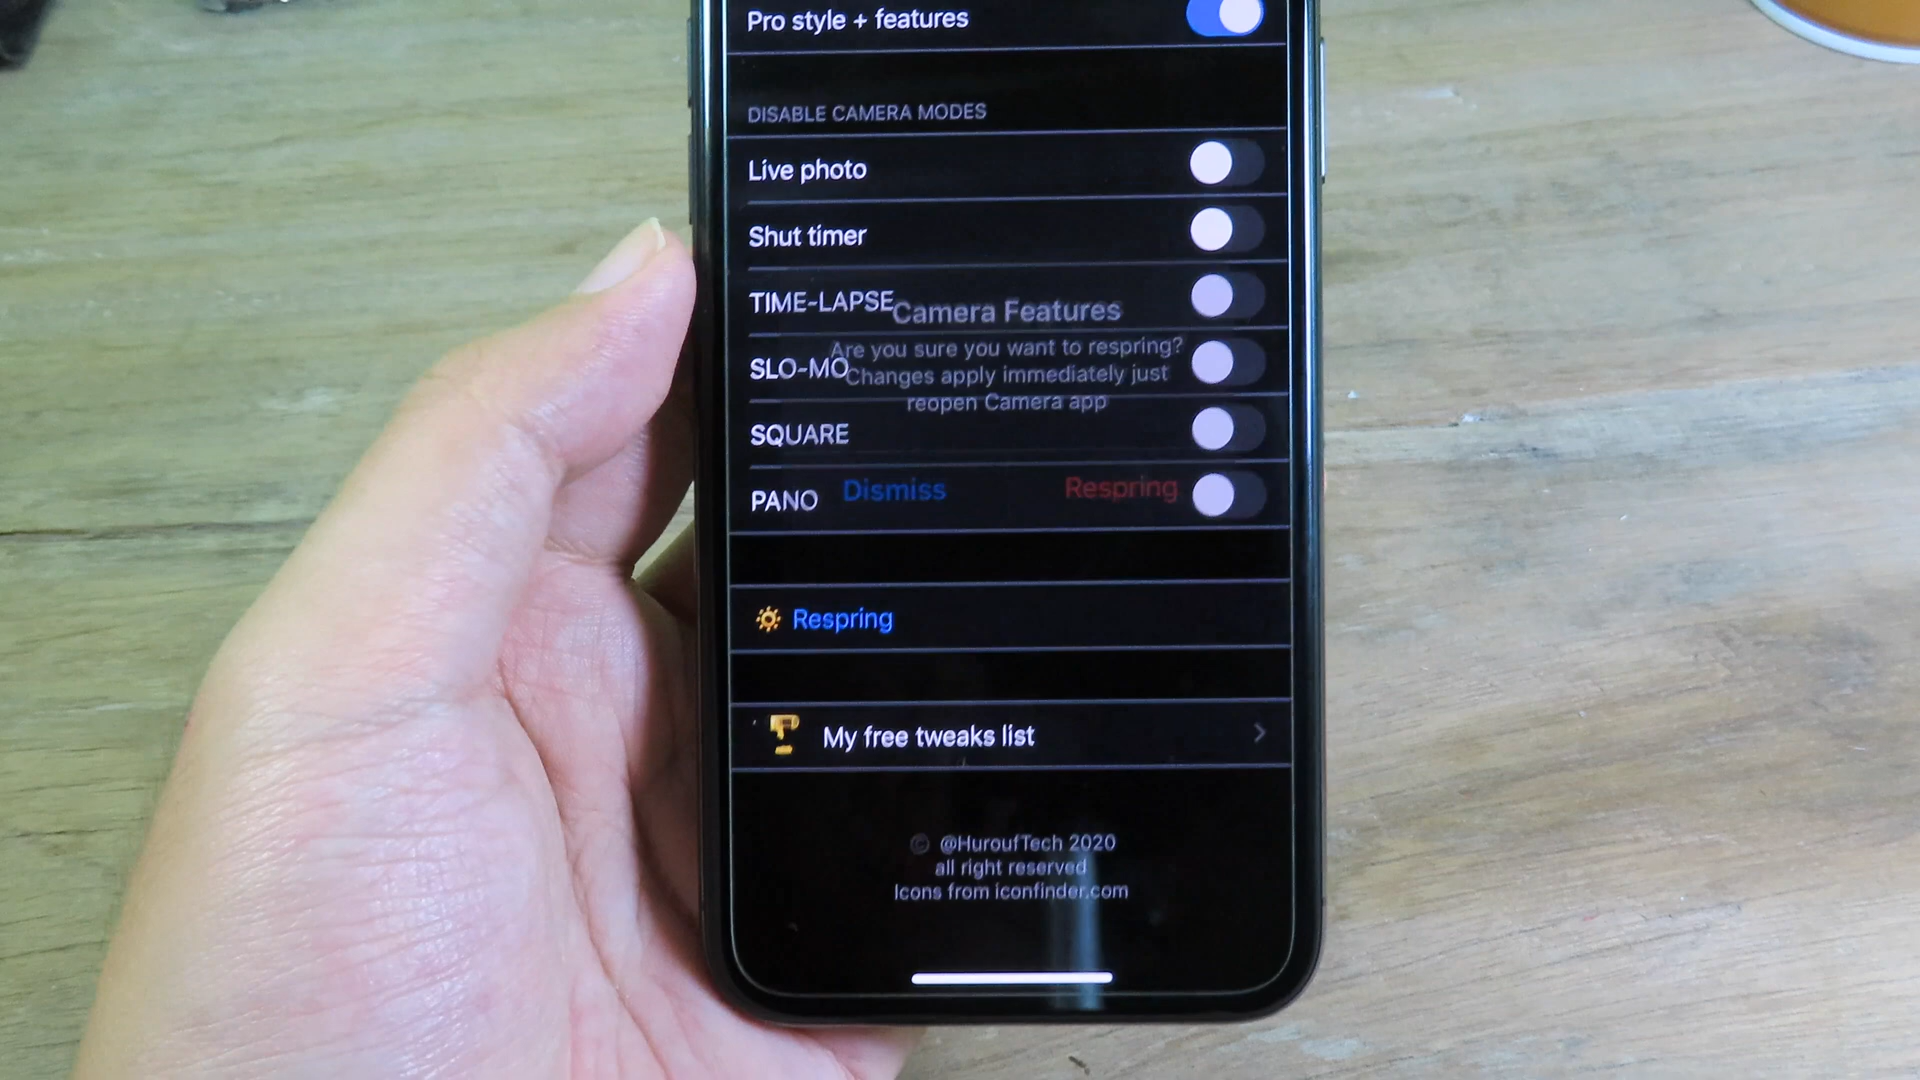 Pro style + features
DISABLE CAMERA MODES
Live photo
Shut timer
TIME-LAPSE
Camera Features
Are you sure you want to respring?
SLO-MO
Changes apply immediately just
reopen Camera app
SQUARE
PANO
Dismiss
Respring
Respring
My free tweaks list
© @HuroufTech 2020
all right reserved
Icons from iconfinder.com